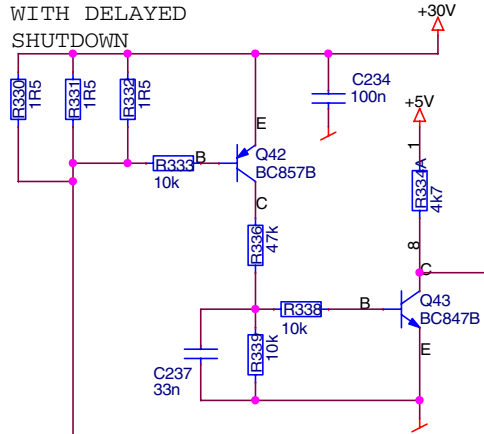 WITH DELAYED
SHUTDOWN
+30V
R330
1R5
R331
1R5
R332
1R5
C234
100n
+5V
E
Q42
BC857B
B
R333
10k
C
1
R334A
4k7
8
R336
47k
C
R338
10k
B
Q43
BC847B
E
C237
33n
R339
10k